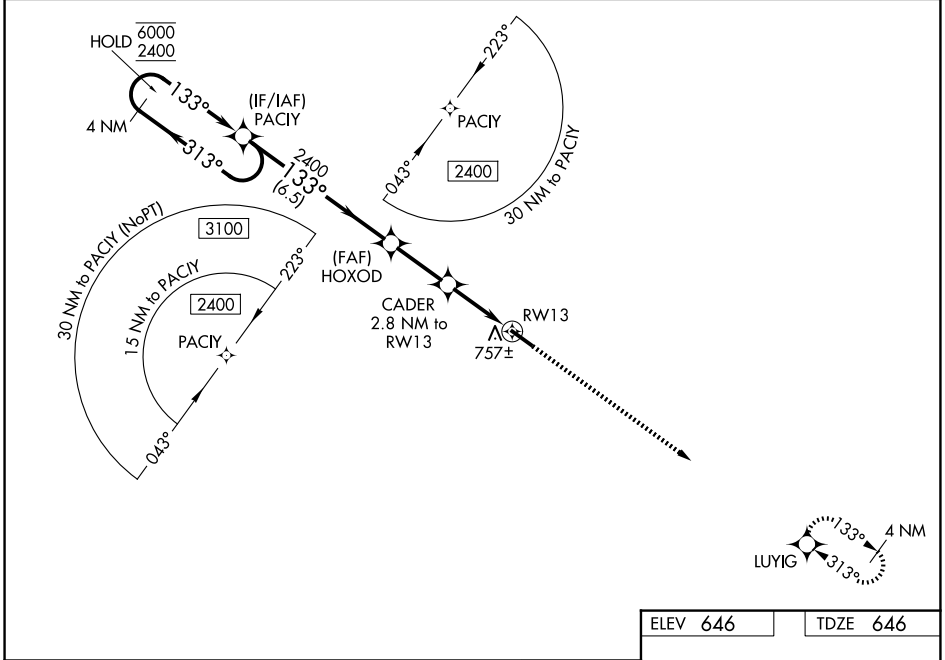 HOLD 6000
2400
4 NM
133°
313°
(IF/IAF)
PACIY
2400
133°
(6.5)
223°
PACIY
043°
2400
30 NM to PACIY
30 NM to PACIY (NoPT)
3100
15 NM to PACIY
2400
223°
PACIY
043°
(FAF)
HOXOD
CADER
2.8 NM to
RW13
RW13
757±
133°
4 NM
313°
LUYIG
ELEV 646
TDZE 646